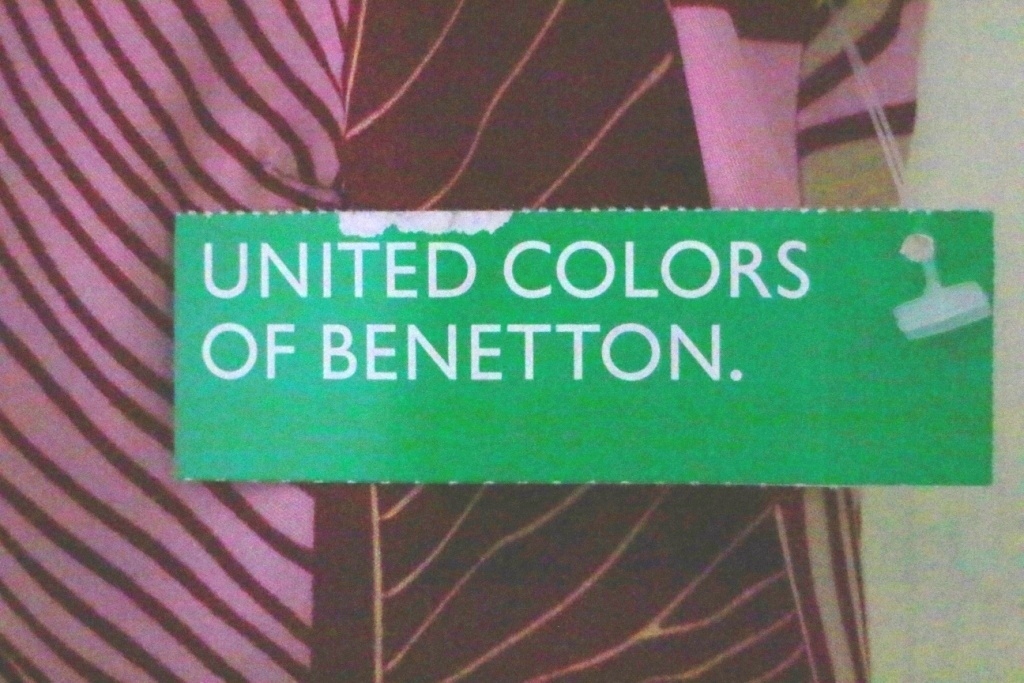 UNITED COLORS
OF BENETTON.